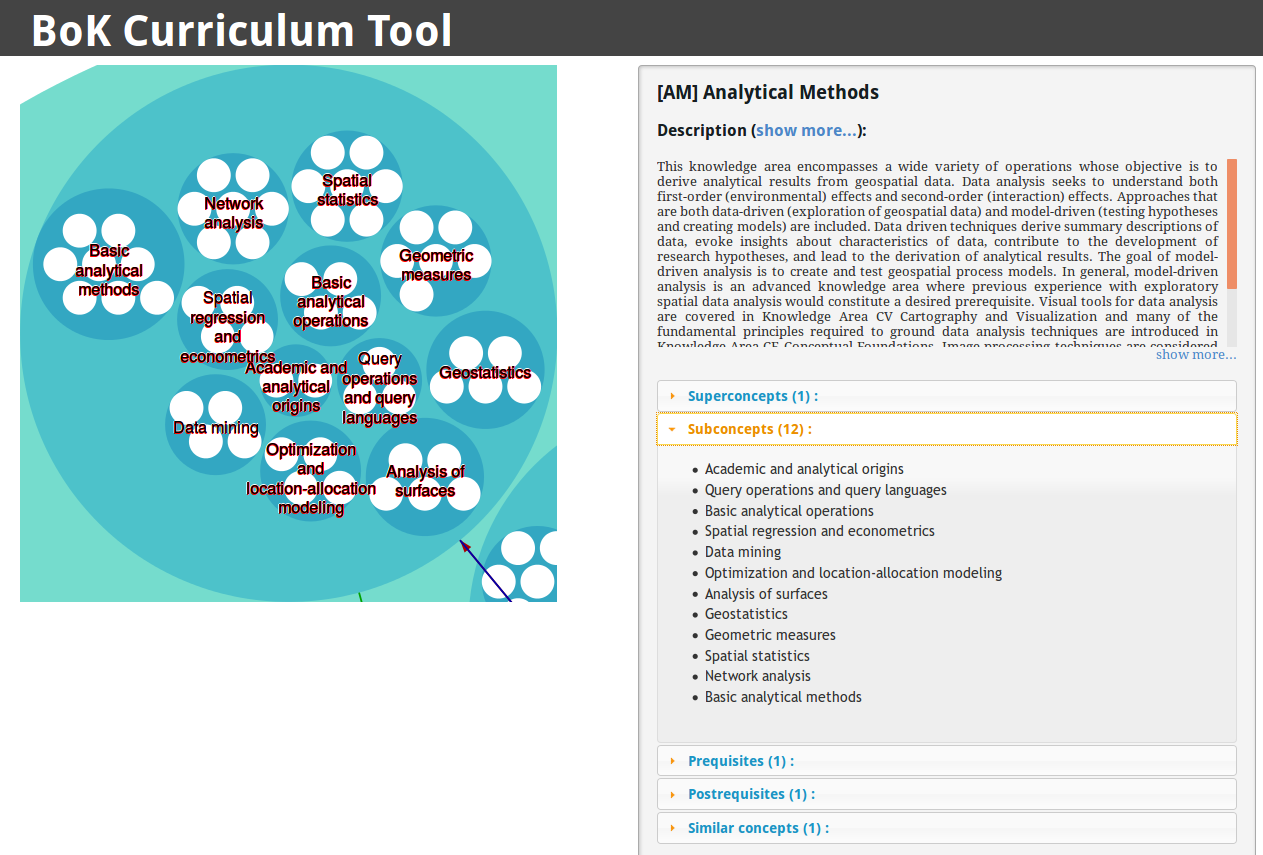 BoK Curriculum Tool
Spatial
statistics
Network
analysis
Basic
analytical
methods
Geometric
measures
Basic
analytical
operations
Spatial
regression
and
econometrics
Academic and
analytical
origins
Query
operations
and query
languages
Geostatistics
Data mining
Optimization
and
location-allocation
modeling
Analysis of
surfaces
[AM] Analytical Methods
Description (show more...):
This knowledge area encompasses a wide variety of operations whose objective is to
derive analytical results from geospatial data. Data analysis seeks to understand both
first-order (environmental) effects and second-order (interaction) effects. Approaches that
are both data-driven (exploration of geospatial data) and model-driven (testing hypotheses
and creating models) are included. Data driven techniques derive summary descriptions of
data, evoke insights about characteristics of data, contribute to the development of
research hypotheses, and lead to the derivation of analytical results. The goal of model-
driven analysis is to create and test geospatial process models. In general, model-driven
analysis is an advanced knowledge area where previous experience with exploratory
spatial data analysis would constitute a desired prerequisite. Visual tools for data analysis
are covered in Knowledge Area CV Cartography and Visualization and many of the
fundamental principles required to ground data analysis techniques are introduced in
Knowledge Area CF Conceptual Foundations. Image processing techniques are considered
show more...
Superconcepts (1) :
Subconcepts (12) :
Academic and analytical origins
Query operations and query languages
Basic analytical operations
Spatial regression and econometrics
Data mining
Optimization and location-allocation modeling
Analysis of surfaces
Geostatistics
Geometric measures
Spatial statistics
Network analysis
Basic analytical methods
Prequisites (1) :
Postrequisites (1) :
Similar concepts (1) :